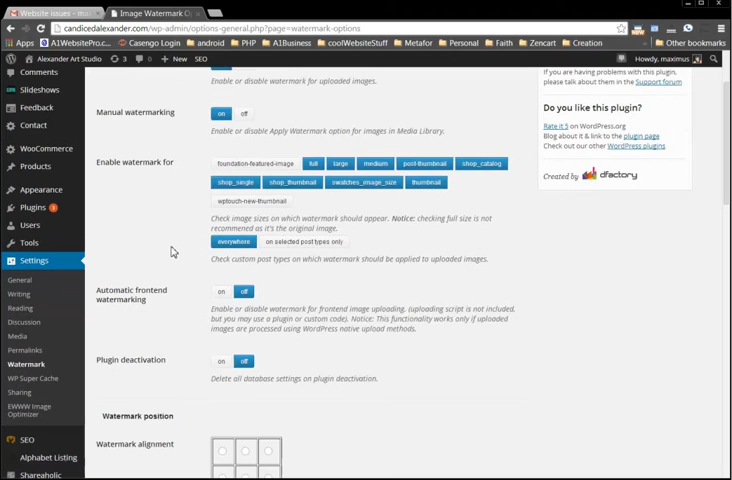 Website issues - ma
Image Watermark Op
candicedalexander.com/wp-admin/options-general.php?page=watermark-options
Apps
A1WebsitePro.c...
Casengo Login
android
PHP
A1Business
coolWebsiteStuff
Metafor
Personal
Faith
Zencart
Creation
Other bookmarks
Alexander Art Studio
3
0
+ New
SEO
Howdy, maximus
Comments
Slideshows
Feedback
Contact
WooCommerce
Products
Appearance
Plugins 3
Users
Tools
Settings
General
Writing
Reading
Discussion
Media
Permalinks
Watermark
WP Super Cache
Sharing
EWWW Image
Optimizer
SEO
Alphabet Listing
Shareaholic
Enable or disable watermark for uploaded images.
Manual watermarking
on off
Enable or disable Apply Watermark option for images in Media Library.
Enable watermark for
foundation-featured-image full large medium post-thumbnail shop_catalog
shop_single shop_thumbnail swatches_image_size thumbnail
wptouch-new-thumbnail
Check image sizes on which watermark should appear. Notice: checking full size is not
recommened as it's the original image.
everywhere on selected post types only
Check custom post types on which watermark should be applied to uploaded images.
Automatic frontend
watermarking
on off
Enable or disable watermark for frontend image uploading. (uploading script is not included,
but you may use a plugin or custom code). Notice: This functionality works only if uploaded
images are processed using WordPress native upload methods.
Plugin deactivation
on off
Delete all database settings on plugin deactivation.
Watermark position
Watermark alignment
If you are having problems with this plugin,
please talk about them in the Support forum
Do you like this plugin?
Rate it 5 on WordPress.org
Blog about it & link to the plugin page
Check out our other WordPress plugins
Created by dfactory